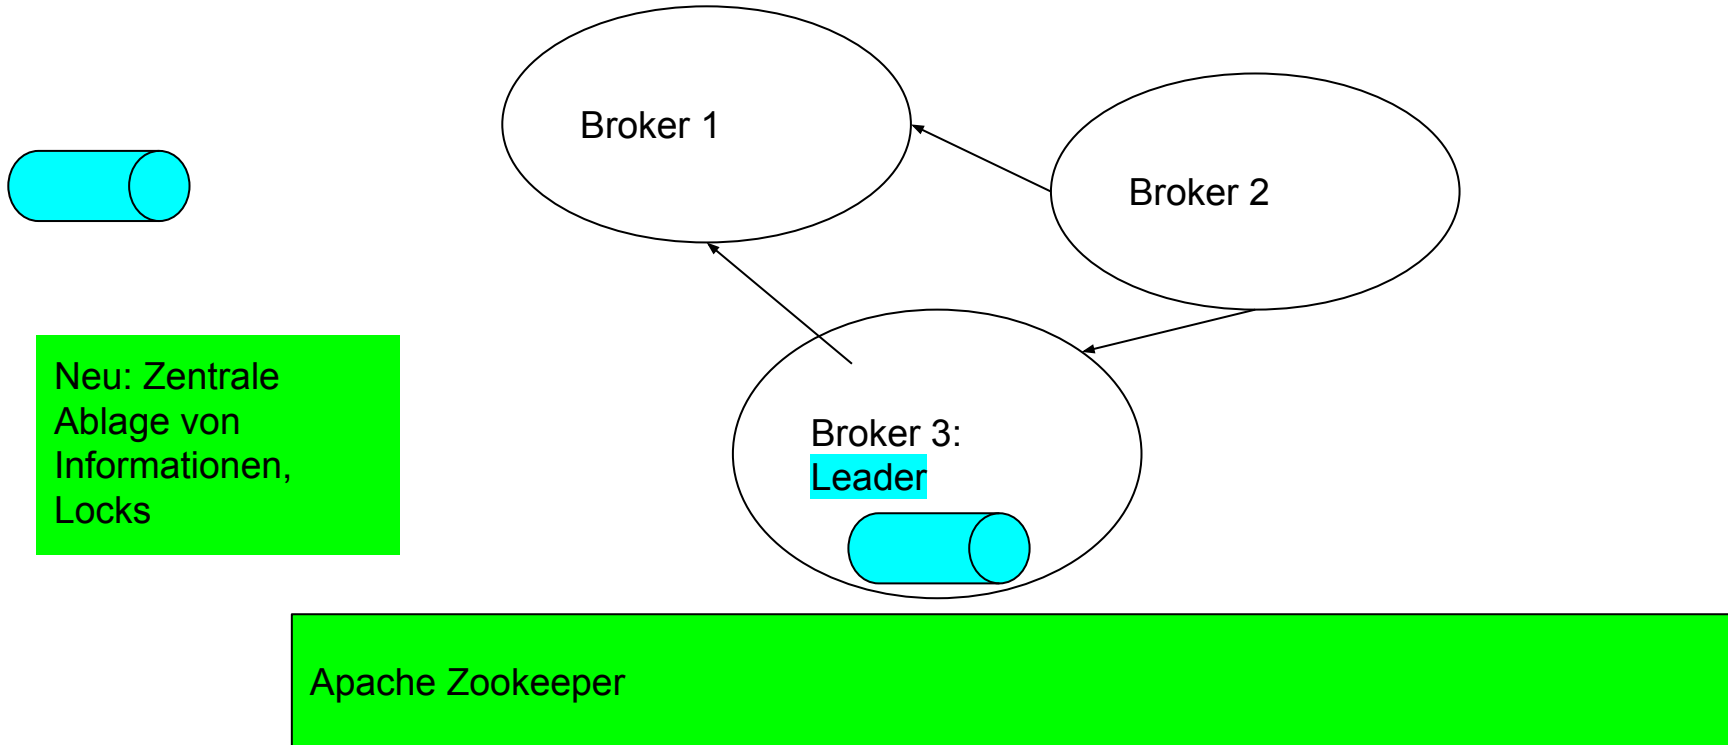 Broker 1
Broker 2
Neu: Zentrale
Ablage von
Informationen,
Locks
Broker 3:
Leader
Apache Zookeeper